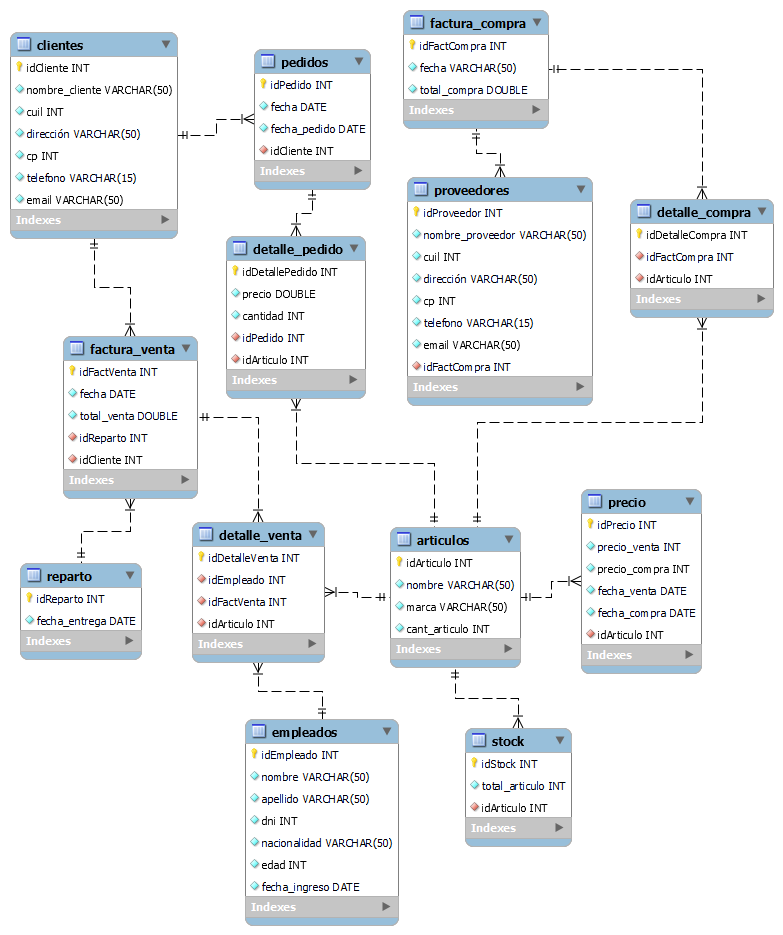 clientes
idCliente INT
nombre_cliente VARCHAR(50)
cuil INT
dirección VARCHAR(50)
cp INT
telefono VARCHAR(15)
email VARCHAR(50)
Indexes
pedidos
idPedido INT
fecha DATE
fecha_pedido DATE
idCliente INT
Indexes
factura_compra
idFactCompra INT
fecha VARCHAR(50)
total_compra DOUBLE
Indexes
proveedores
idProveedor INT
nombre_proveedor VARCHAR(50)
cuil INT
dirección VARCHAR(50)
cp INT
telefono VARCHAR(15)
email VARCHAR(50)
idFactCompra INT
Indexes
detalle_compra
idDetalleCompra INT
idFactCompra INT
idArticulo INT
Indexes
detalle_pedido
idDetallePedido INT
precio DOUBLE
cantidad INT
idPedido INT
idArticulo INT
Indexes
factura_venta
idFactVenta INT
fecha DATE
total_venta DOUBLE
idReparto INT
idCliente INT
Indexes
reparto
idReparto INT
fecha_entrega DATE
Indexes
detalle_venta
idDetalleVenta INT
idEmpleado INT
idFactVenta INT
idArticulo INT
Indexes
articulos
idArticulo INT
nombre VARCHAR(50)
marca VARCHAR(50)
cant_articulo INT
Indexes
precio
idPrecio INT
precio_venta INT
precio_compra INT
fecha_venta DATE
fecha_compra DATE
idArticulo INT
Indexes
empleados
idEmpleado INT
nombre VARCHAR(50)
apellido VARCHAR(50)
dni INT
nacionalidad VARCHAR(50)
edad INT
fecha_ingreso DATE
Indexes
stock
idStock INT
total_articulo INT
idArticulo INT
Indexes